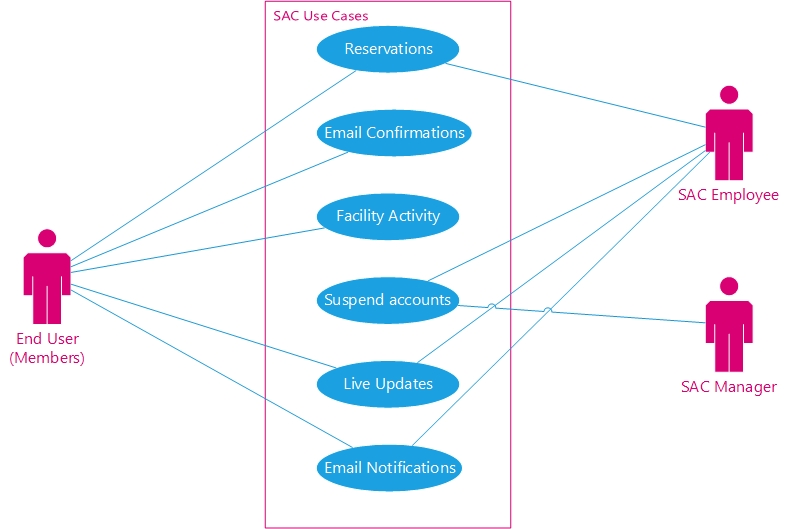 SAC Use Cases
Reservations
Email Confirmations
Facility Activity
Suspend accounts
Live Updates
Email Notifications
End User
(Members)
SAC Employee
SAC Manager